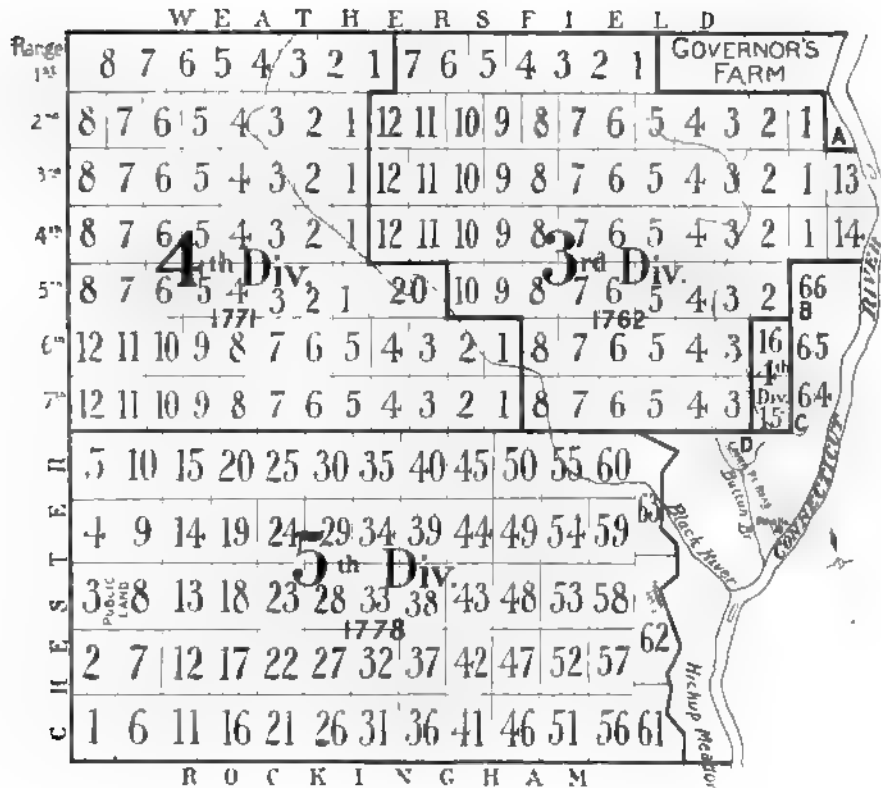 WEATHERSFIELD
Range 1st 8 7 6 5 4 3 2 1 7 6 5 4 3 2 1 GOVERNOR'S FARM
2nd 8 7 6 5 4 3 2 1 12 11 10 9 8 7 6 5 4 3 2 1 A
3rd 8 7 6 5 4 3 2 1 12 11 10 9 8 7 6 5 4 3 2 1 13
4th 8 7 6 5 4 3 2 1 12 11 10 9 8 7 6 5 4 3 2 1 14
4th Div. 3rd Div.
5th 8 7 6 5 4 3 2 1 20 10 9 8 7 6 5 4 3 2 66 B
1771 1762
RIVER
6th 12 11 10 9 8 7 6 5 4 3 2 1 8 7 6 5 4 3 16 65
4th Div.
7th 12 11 10 9 8 7 6 5 4 3 2 1 8 7 6 5 4 3 15 64 C
D
CONNECTICUT
Button Br
Black River
CHESTER
5 10 15 20 25 30 35 40 45 50 55 60
4 9 14 19 24 29 34 39 44 49 54 59 63
5th Div.
3 PUBLIC LAND 8 13 18 23 28 33 38 43 48 53 58
1778
2 7 12 17 22 27 32 37 42 47 52 57 62
1 6 11 16 21 26 31 36 41 46 51 56 61
Hickup Meadow
ROCKINGHAM